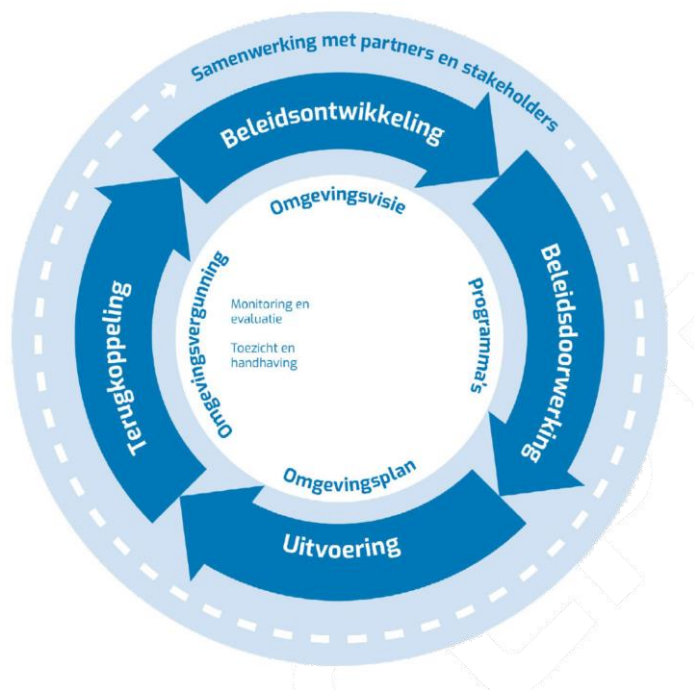 Samenwerking met partners en stakeholders
Beleidsontwikkeling
Omgevingsvisie
Beleidsdoorwerking
Programma's
Uitvoering
Omgevingsplan
Terugkoppeling
Omgevingsvergunning
Monitoring en
evaluatie
Toezicht en
handhaving